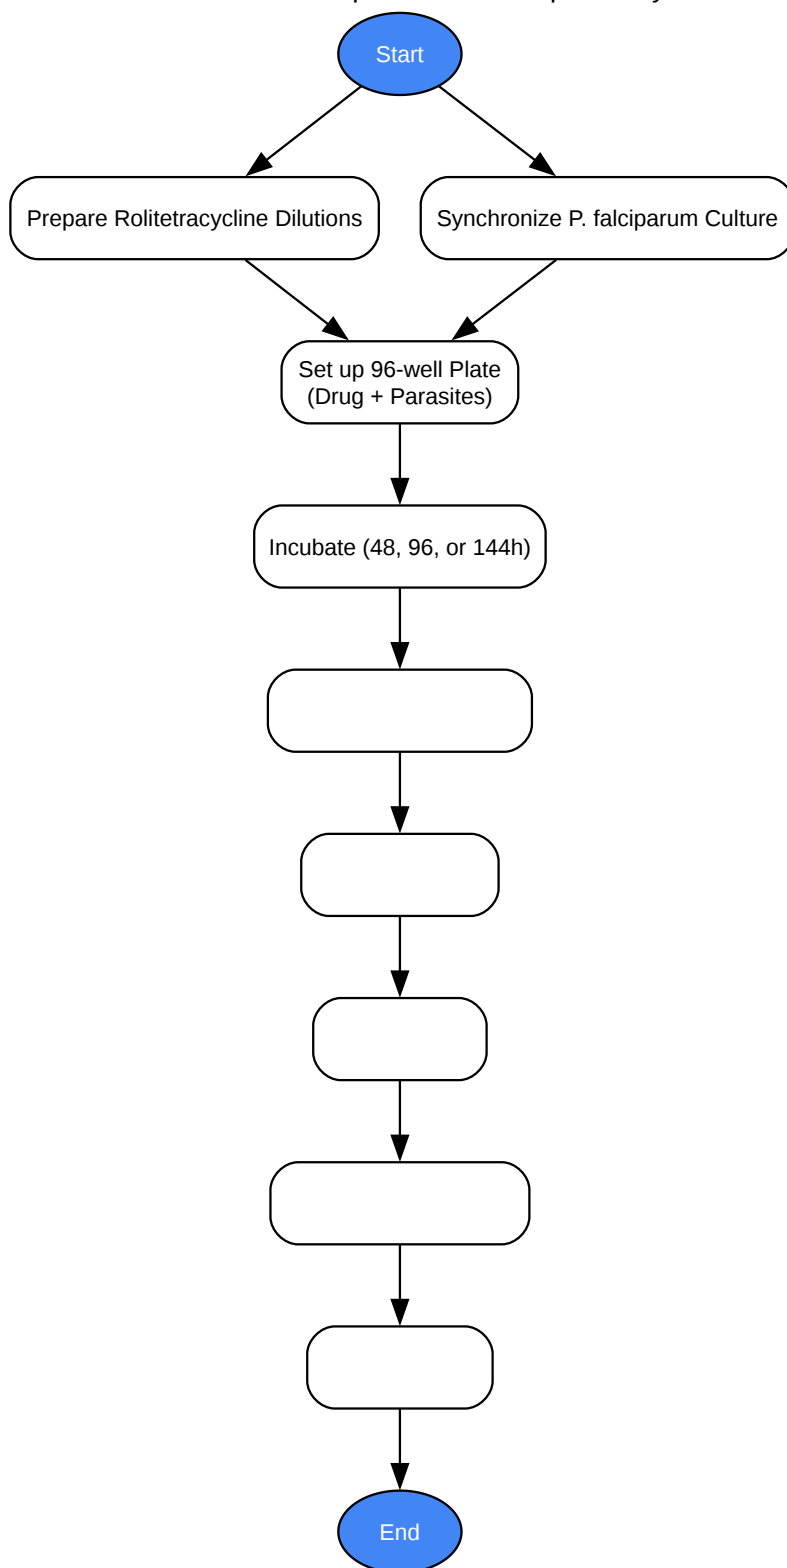 Start
Prepare Rolitetracycline Dilutions
Synchronize P. falciparum Culture
Set up 96-well Plate
(Drug + Parasites)
Incubate (48, 96, or 144h)
End